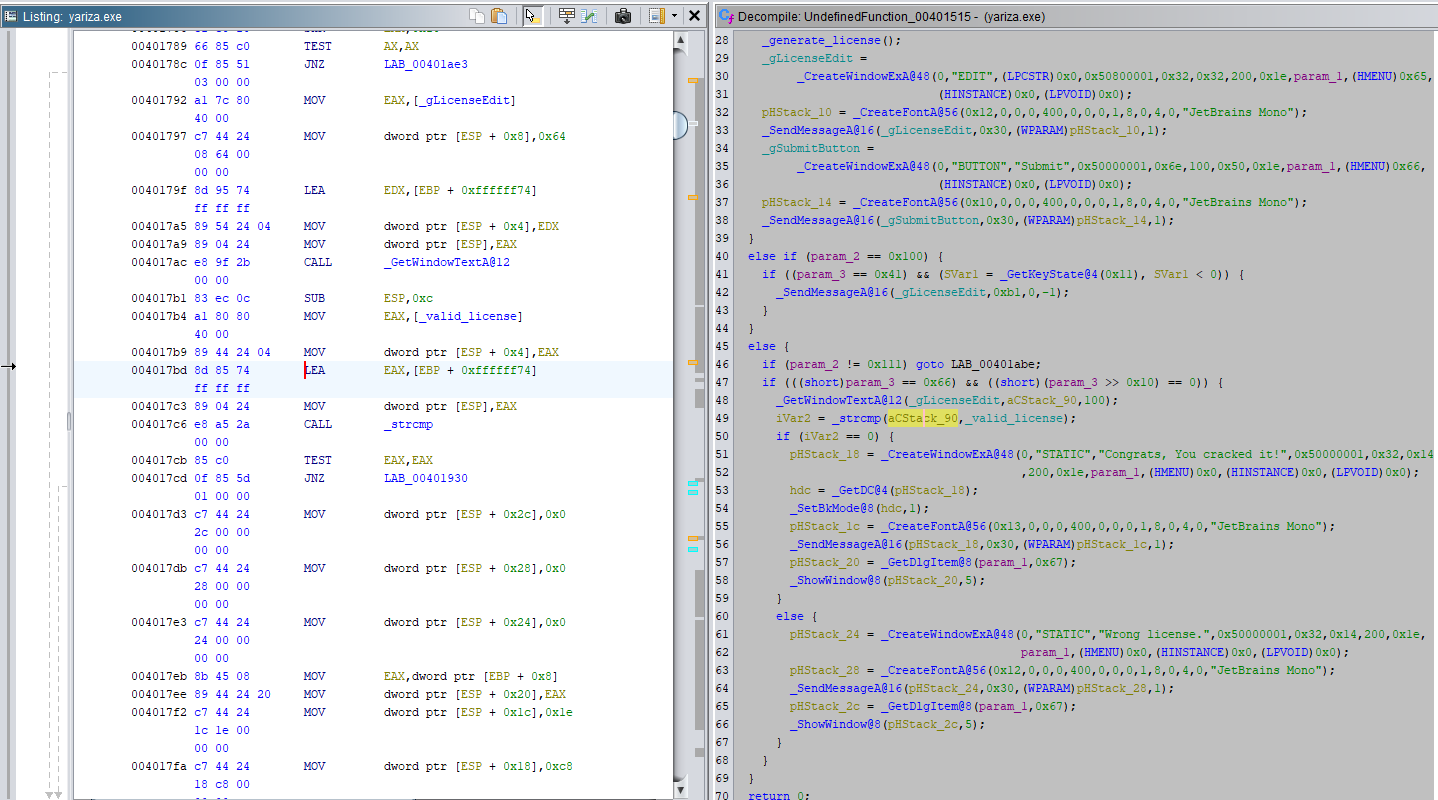 Listing: yariza.exe
00401789 66 85 c0 TEST AX,AX
0040178c 0f 85 51 JNZ LAB_00401ae3
03 00 00
00401792 a1 7c 80 MOV EAX,[_gLicenseEdit]
40 00
00401797 c7 44 24 MOV dword ptr [ESP + 0x8],0x64
08 64 00
00 00
0040179f 8d 95 74 LEA EDX,[EBP + 0xffffff74]
ff ff ff
004017a5 89 54 24 04 MOV dword ptr [ESP + 0x4],EDX
004017a9 89 04 24 MOV dword ptr [ESP],EAX
004017ac e8 9f 2b CALL _GetWindowTextA@12
00 00
004017b1 83 ec 0c SUB ESP,0xc
004017b4 a1 80 80 MOV EAX,[_valid_license]
40 00
004017b9 89 44 24 04 MOV dword ptr [ESP + 0x4],EAX
004017bd 8d 85 74 LEA EAX,[EBP + 0xffffff74]
ff ff ff
004017c3 89 04 24 MOV dword ptr [ESP],EAX
004017c6 e8 a5 2a CALL _strcmp
00 00
004017cb 85 c0 TEST EAX,EAX
004017cd 0f 85 5d JNZ LAB_00401930
01 00 00
004017d3 c7 44 24 MOV dword ptr [ESP + 0x2c],0x0
2c 00 00
00 00
004017db c7 44 24 MOV dword ptr [ESP + 0x28],0x0
28 00 00
00 00
004017e3 c7 44 24 MOV dword ptr [ESP + 0x24],0x0
24 00 00
00 00
004017eb 8b 45 08 MOV EAX,dword ptr [EBP + 0x8]
004017ee 89 44 24 20 MOV dword ptr [ESP + 0x20],EAX
004017f2 c7 44 24 MOV dword ptr [ESP + 0x1c],0x1e
1c 1e 00
00 00
004017fa c7 44 24 MOV dword ptr [ESP + 0x18],0xc8
18 c8 00
Decompile: UndefinedFunction_00401515 - (yariza.exe)
28 _generate_license();
29 _gLicenseEdit =
30 _CreateWindowExA@48(0,"EDIT",(LPCSTR)0x0,0x50800001,0x32,0x32,200,0x1e,param_1,(HMENU)0x65,
31 (HINSTANCE)0x0,(LPVOID)0x0);
32 pHStack_10 = _CreateFontA@56(0x12,0,0,0,400,0,0,0,1,8,0,4,0,"JetBrains Mono");
33 _SendMessageA@16(_gLicenseEdit,0x30,(WPARAM)pHStack_10,1);
34 _gSubmitButton =
35 _CreateWindowExA@48(0,"BUTTON","Submit",0x50000001,0x6e,100,0x50,0x1e,param_1,(HMENU)0x66,
36 (HINSTANCE)0x0,(LPVOID)0x0);
37 pHStack_14 = _CreateFontA@56(0x10,0,0,0,400,0,0,0,1,8,0,4,0,"JetBrains Mono");
38 _SendMessageA@16(_gSubmitButton,0x30,(WPARAM)pHStack_14,1);
39 }
40 else if (param_2 == 0x100) {
41 if ((param_3 == 0x41) && (SVar1 = _GetKeyState@4(0x11), SVar1 < 0)) {
42 _SendMessageA@16(_gLicenseEdit,0xb1,0,-1);
43 }
44 }
45 else {
46 if (param_2 != 0x111) goto LAB_00401abe;
47 if (((short)param_3 == 0x66) && ((short)(param_3 >> 0x10) == 0)) {
48 _GetWindowTextA@12(_gLicenseEdit,aCStack_90,100);
49 iVar2 = _strcmp(aCStack_90,_valid_license);
50 if (iVar2 == 0) {
51 pHStack_18 = _CreateWindowExA@48(0,"STATIC","Congrats, You cracked it!",0x50000001,0x32,0x14
52 ,200,0x1e,param_1,(HMENU)0x0,(HINSTANCE)0x0,(LPVOID)0x0);
53 hdc = _GetDC@4(pHStack_18);
54 _SetBkMode@8(hdc,1);
55 pHStack_1c = _CreateFontA@56(0x13,0,0,0,400,0,0,0,1,8,0,4,0,"JetBrains Mono");
56 _SendMessageA@16(pHStack_18,0x30,(WPARAM)pHStack_1c,1);
57 pHStack_20 = _GetDlgItem@8(param_1,0x67);
58 _ShowWindow@8(pHStack_20,5);
59 }
60 else {
61 pHStack_24 = _CreateWindowExA@48(0,"STATIC","Wrong license.",0x50000001,0x32,0x14,200,0x1e,
62 param_1,(HMENU)0x0,(HINSTANCE)0x0,(LPVOID)0x0);
63 pHStack_28 = _CreateFontA@56(0x12,0,0,0,400,0,0,0,1,8,0,4,0,"JetBrains Mono");
64 _SendMessageA@16(pHStack_24,0x30,(WPARAM)pHStack_28,1);
65 pHStack_2c = _GetDlgItem@8(param_1,0x67);
66 _ShowWindow@8(pHStack_2c,5);
67 }
68 }
69 }
70 return 0;